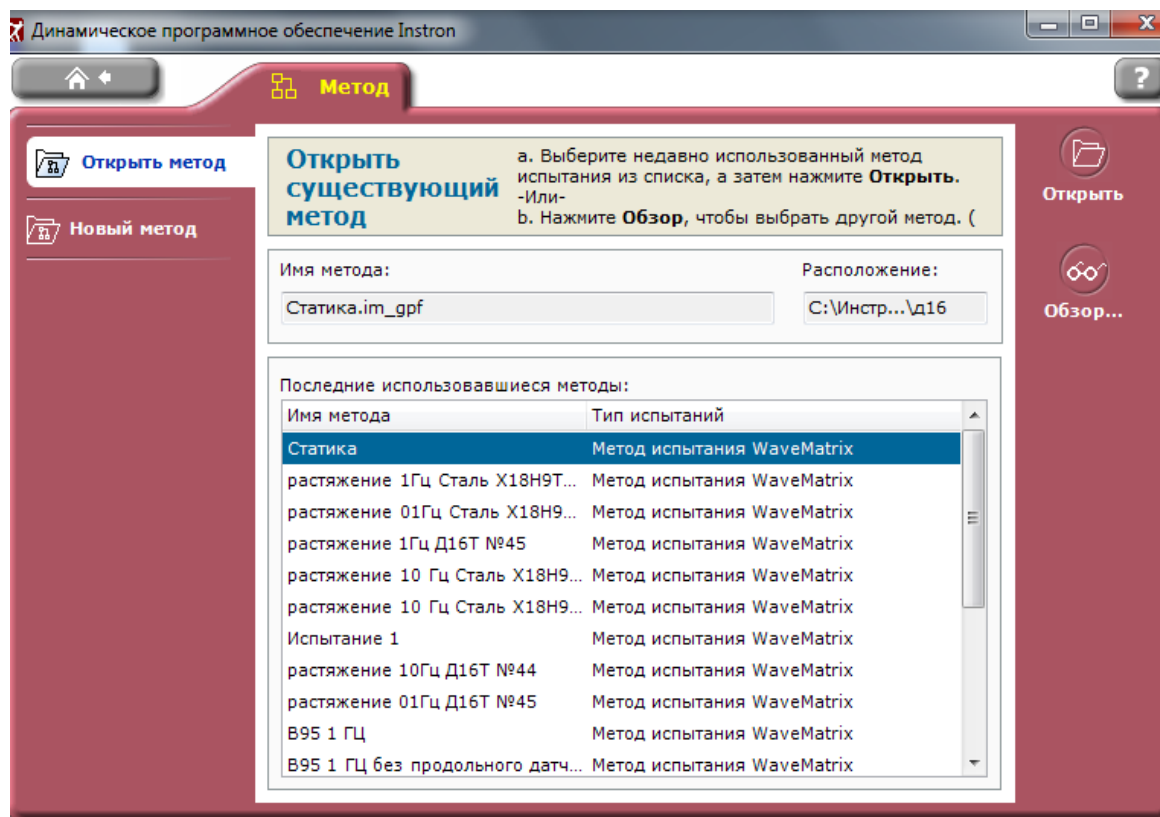 Динамическое программное обеспечение Instron
?
Метод
Открыть метод
Новый метод
Открыть
существующий
метод
a. Выберите недавно использованный метод
испытания из списка, а затем нажмите Открыть.
-Или-
b. Нажмите Обзор, чтобы выбрать другой метод. (
Открыть
Обзор...
Имя метода:
Расположение:
Статика.im_gpf
C:\Инстр...\д16
Последние использовавшиеся методы:
Имя метода Тип испытаний
Статика Метод испытания WaveMatrix
растяжение 1Гц Сталь Х18Н9Т... Метод испытания WaveMatrix
растяжение 01Гц Сталь Х18Н9... Метод испытания WaveMatrix
растяжение 1Гц Д16Т №45 Метод испытания WaveMatrix
растяжение 10 Гц Сталь Х18Н9... Метод испытания WaveMatrix
растяжение 10 Гц Сталь Х18Н9... Метод испытания WaveMatrix
Испытание 1 Метод испытания WaveMatrix
растяжение 10Гц Д16Т №44 Метод испытания WaveMatrix
растяжение 01Гц Д16Т №45 Метод испытания WaveMatrix
В95 1 ГЦ Метод испытания WaveMatrix
В95 1 ГЦ без продольного датч... Метод испытания WaveMatrix